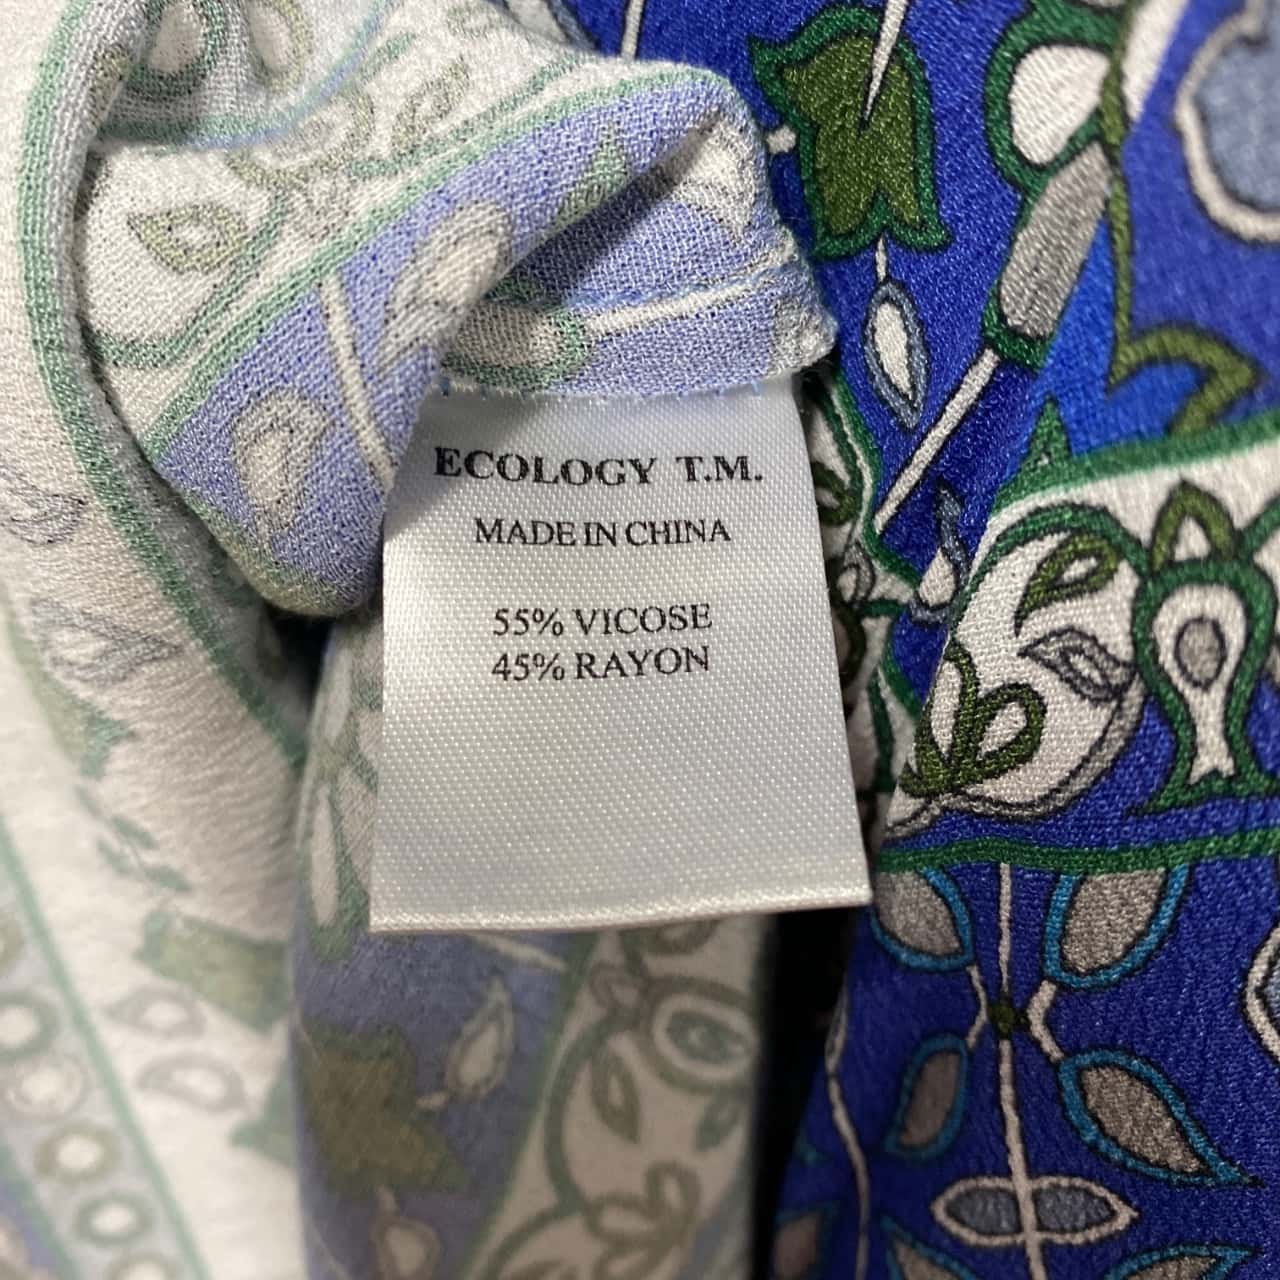 ECOLOGY T.M.
MADE IN CHINA
55% VICOSE
45% RAYON